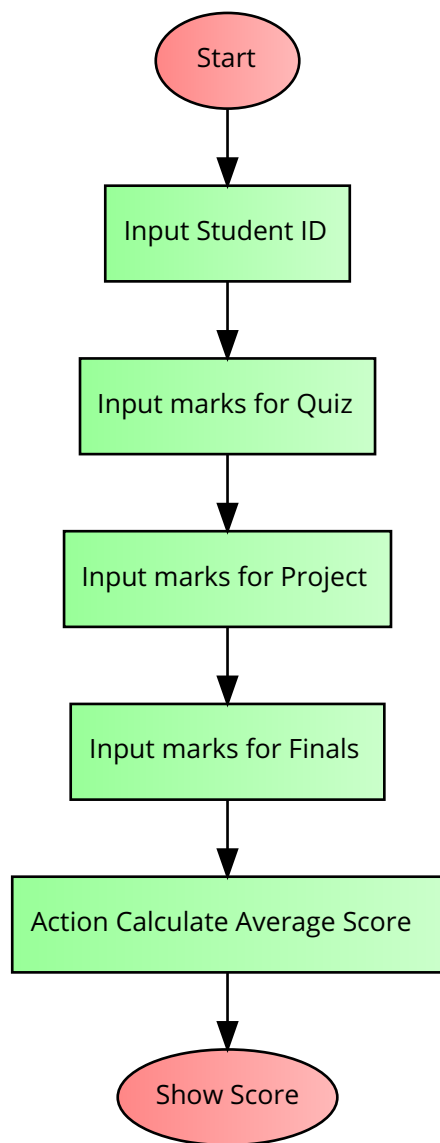 Start
Input Student ID
Input marks for Quiz
Input marks for Project
Input marks for Finals
Action Calculate Average Score
Show Score